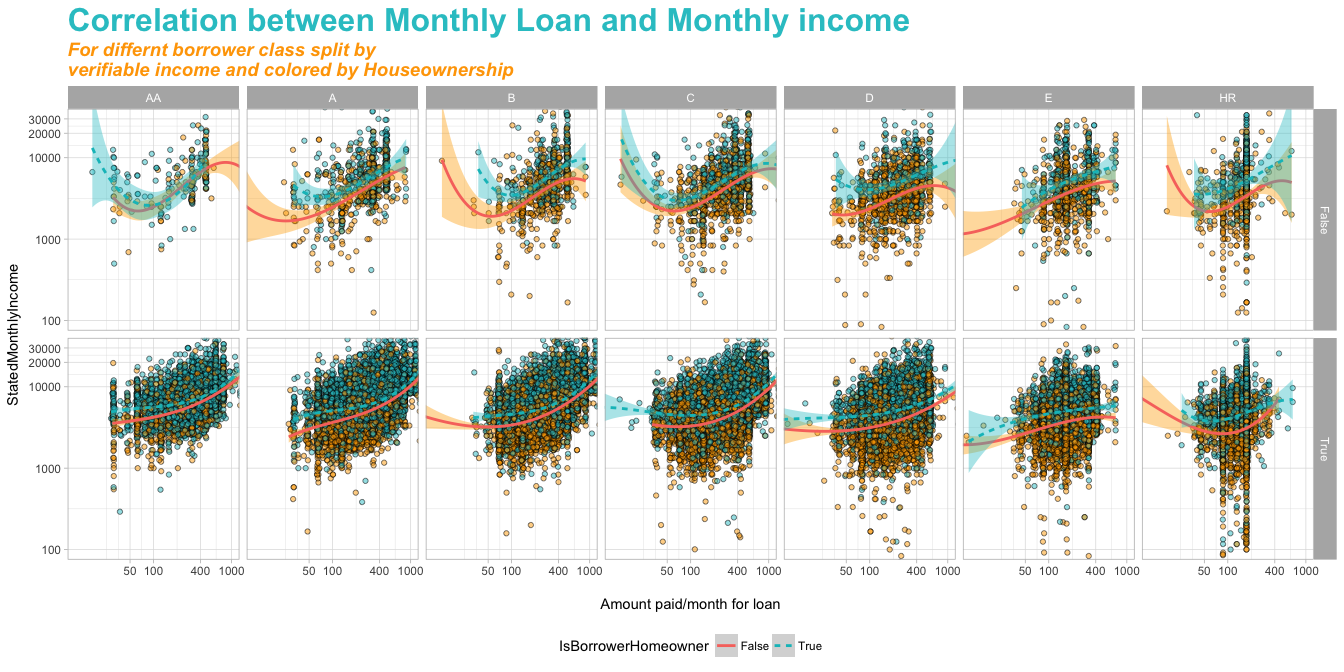 Correlation between Monthly Loan and Monthly income
For differnt borrower class split by
verifiable income and colored by Houseownership
AA A B C D E HR
30000
20000
10000
1000
100
False
30000
20000
10000
1000
100
True
StatedMonthlyIncome
50 100 400 1000 50 100 400 1000 50 100 400 1000 50 100 400 1000 50 100 400 1000 50 100 400 1000 50 100 400 1000
Amount paid/month for loan
IsBorrowerHomeowner False True